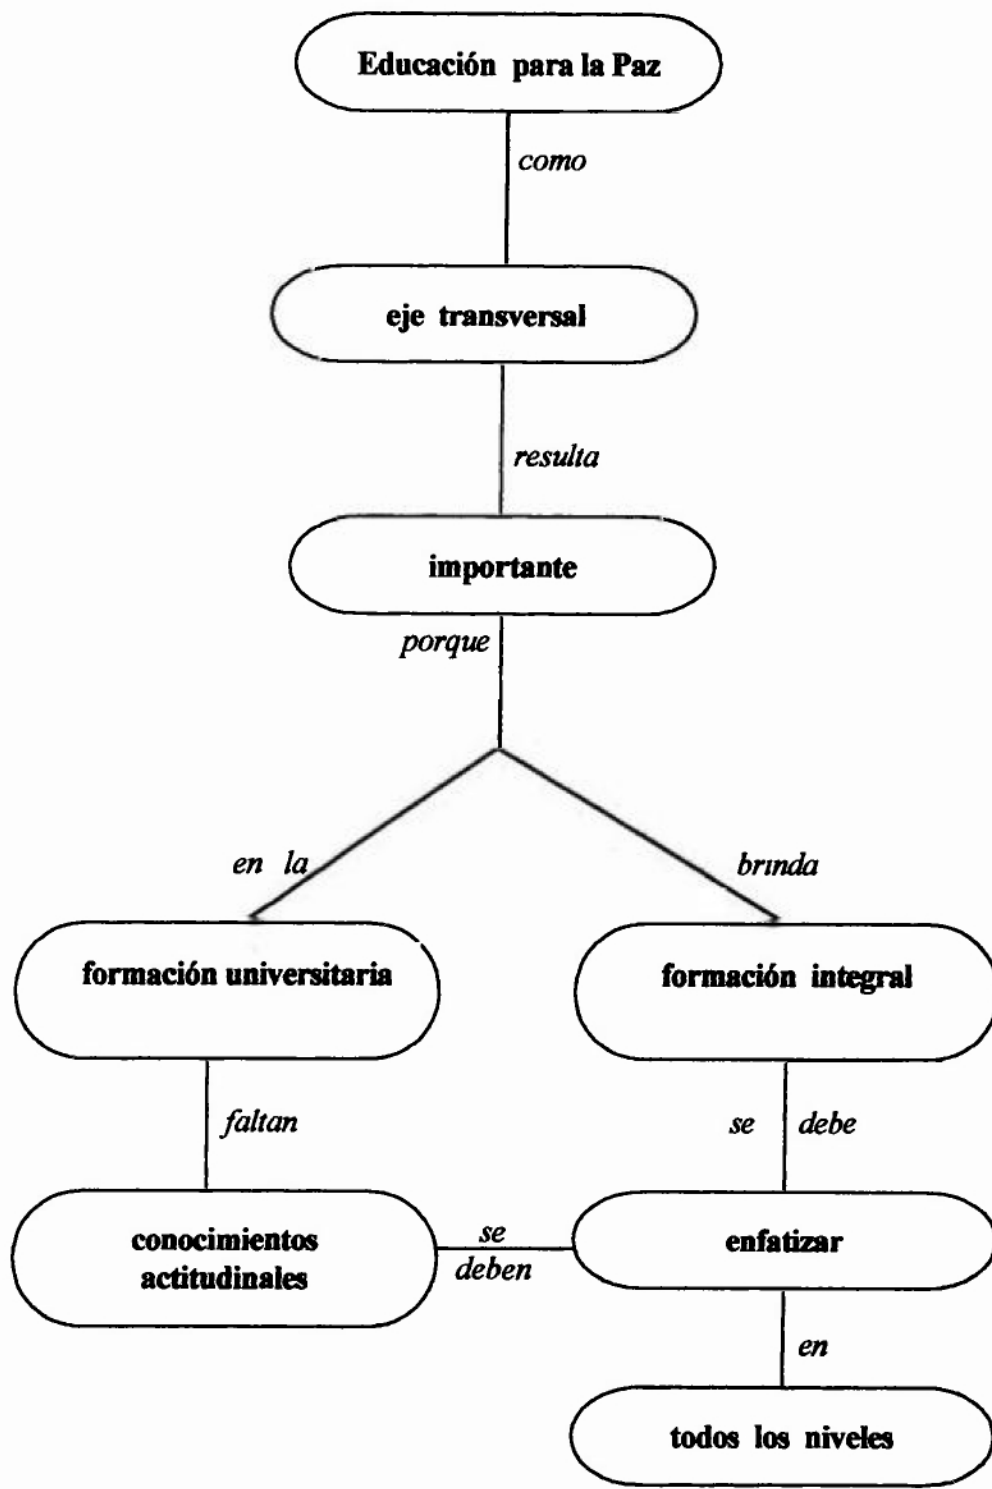 Educación para la Paz
como
eje transversal
resulta
importante
porque
en la
brinda
formación universitaria
formación integral
faltan
se debe
conocimientos
actitudinales
se
deben
enfatizar
en
todos los niveles